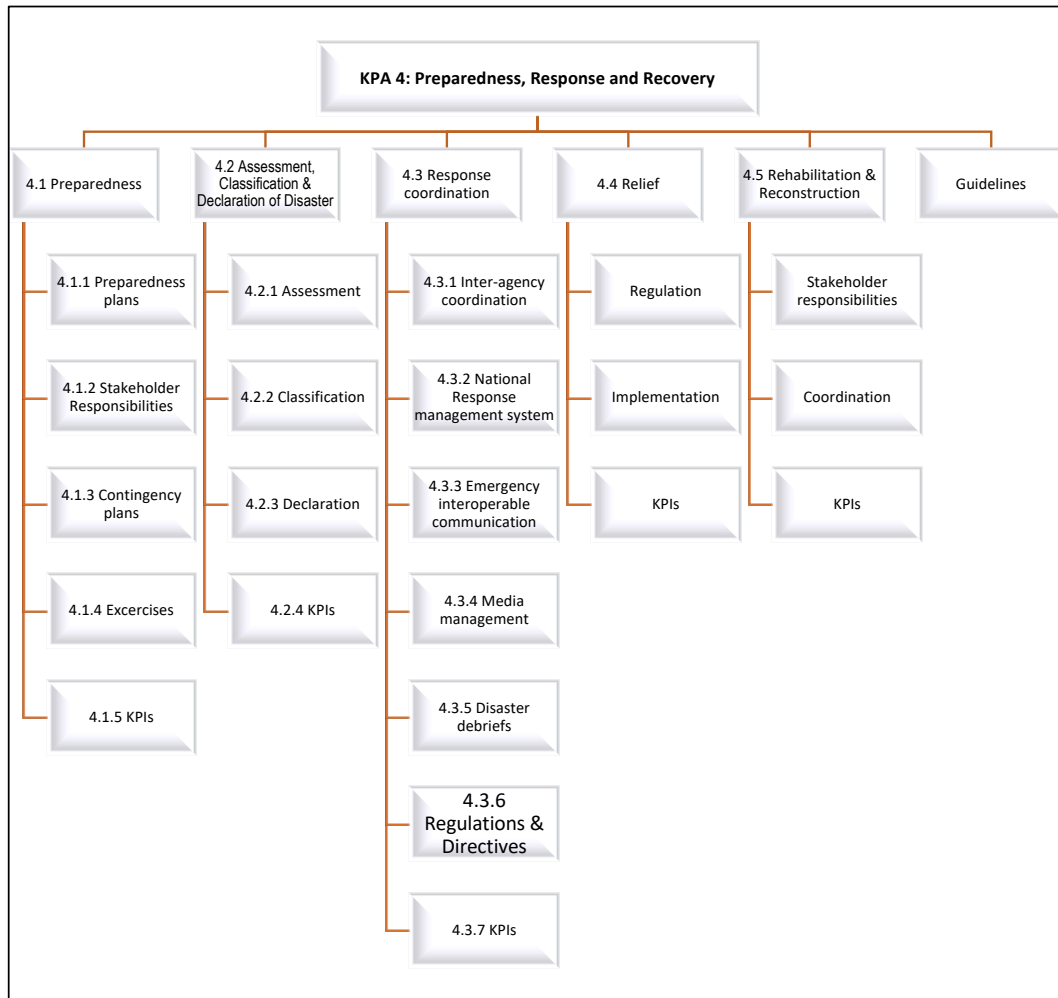 KPA 4: Preparedness, Response and Recovery
4.1 Preparedness
4.1.1 Preparedness
plans
4.1.2 Stakeholder
Responsibilities
4.1.3 Contingency
plans
4.1.4 Excercises
4.1.5 KPIs
4.2 Assessment,
Classification &
Declaration of Disaster
4.2.1 Assessment
4.2.2 Classification
4.2.3 Declaration
4.2.4 KPIs
4.3 Response
coordination
4.3.1 Inter-agency
coordination
4.3.2 National
Response
management system
4.3.3 Emergency
interoperable
communication
4.3.4 Media
management
4.3.5 Disaster
debriefs
4.3.6
Regulations &
Directives
4.3.7 KPIs
4.4 Relief
Regulation
Implementation
KPIs
4.5 Rehabilitation &
Reconstruction
Stakeholder
responsibilities
Coordination
KPIs
Guidelines